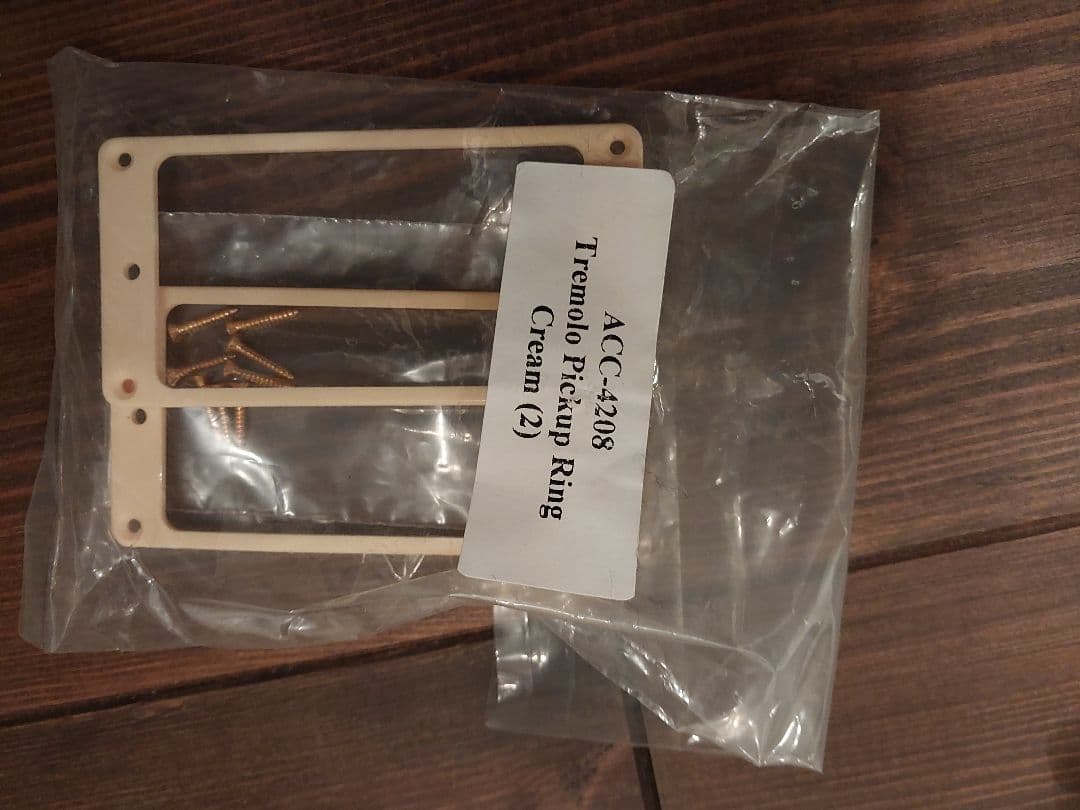 ACC-4208
Tremolo Pickup Ring
Cream (2)